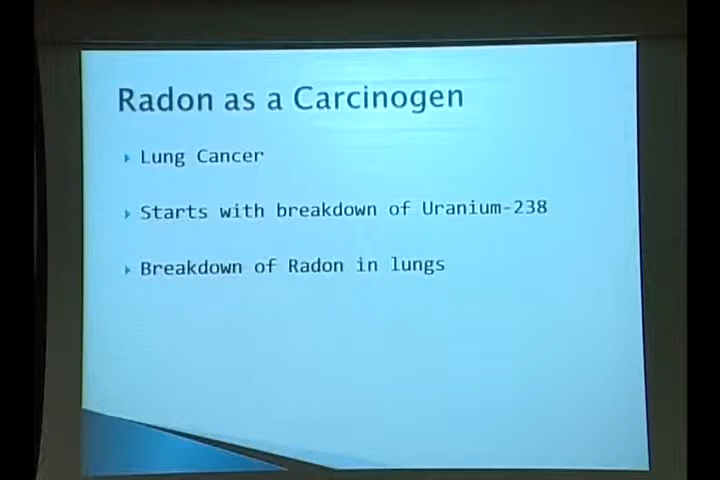 Radon as a Carcinogen
Lung Cancer
Starts with breakdown of Uranium-238
Breakdown of Radon in lungs